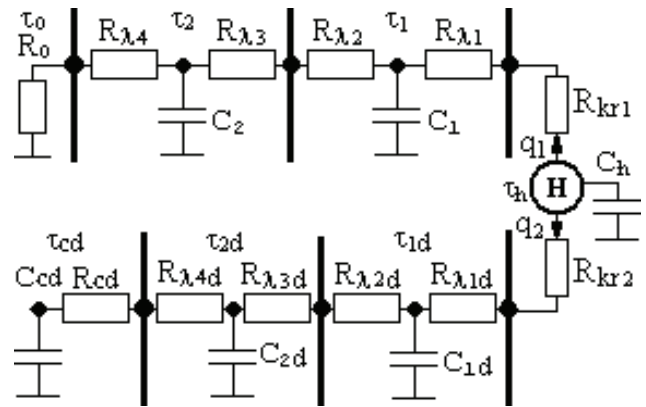 τ₀ τ₂ τ₁
R₀ Rλ4 Rλ3 Rλ2 Rλ1
C₂ C₁ Rkr1
q₁ Cₕ
τₕ H
q₂
τcd τ2d τ1d
Ccd Rcd Rλ4d Rλ3d Rλ2d Rλ1d Rkr2
C2d C1d